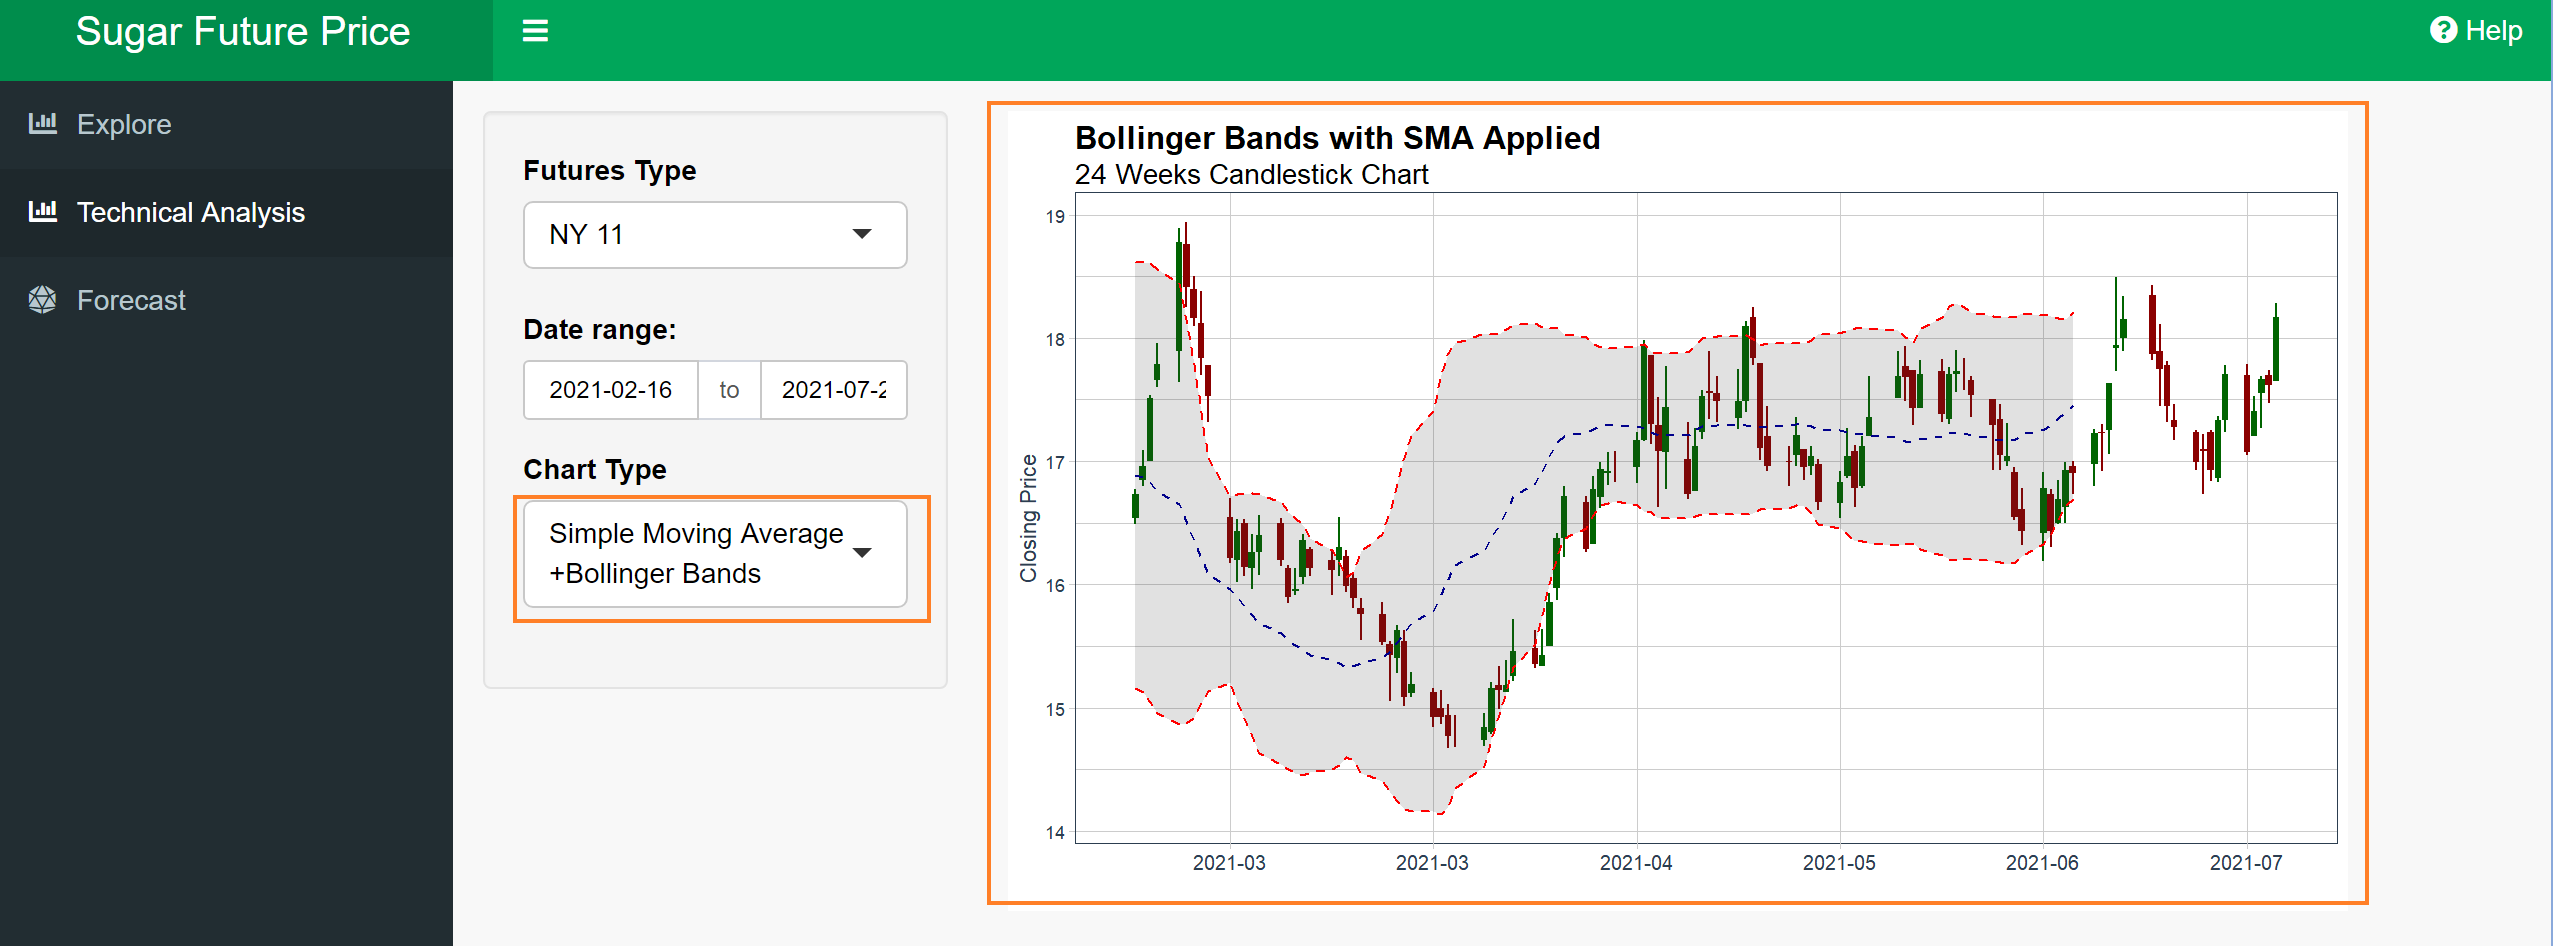 Sugar Future Price
Help
Explore
Technical Analysis
Forecast
Futures Type
NY 11
Date range:
2021-02-16 to 2021-07-2
Chart Type
Simple Moving Average
+Bollinger Bands
Bollinger Bands with SMA Applied
24 Weeks Candlestick Chart
Closing Price
19
18
17
16
15
14
2021-03 2021-03 2021-04 2021-05 2021-06 2021-07